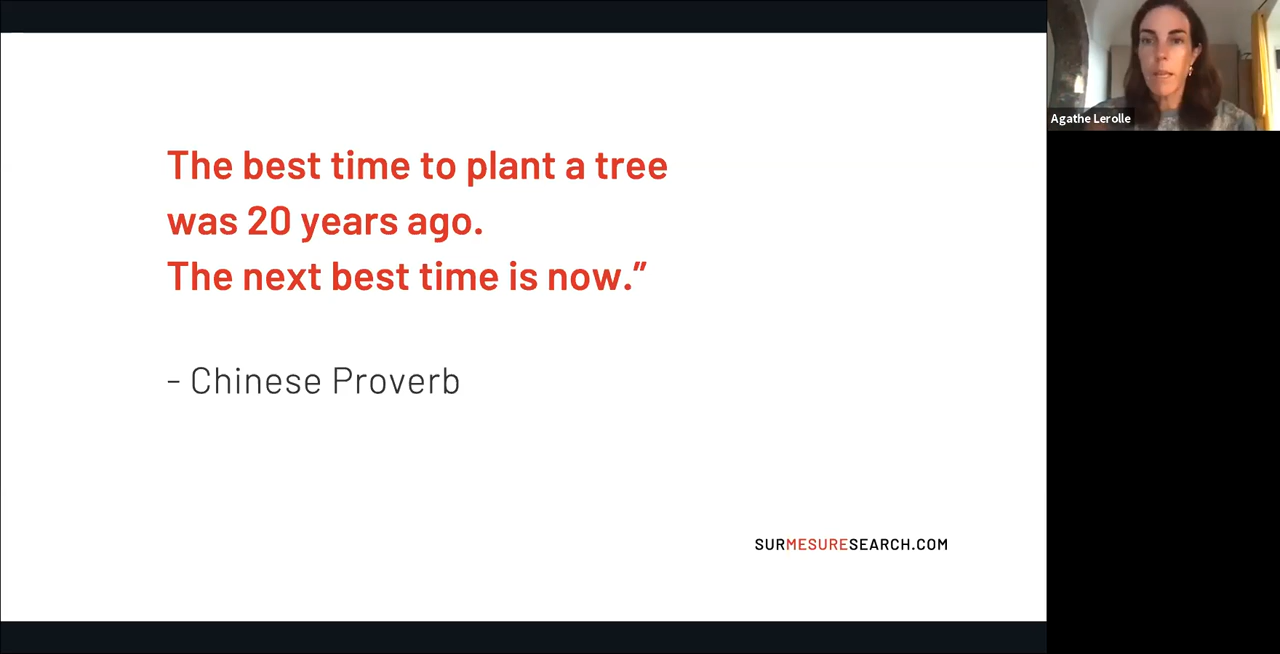 The best time to plant a tree
was 20 years ago.
The next best time is now.”
- Chinese Proverb
SURMESURESEARCH.COM
Agathe Lerolle